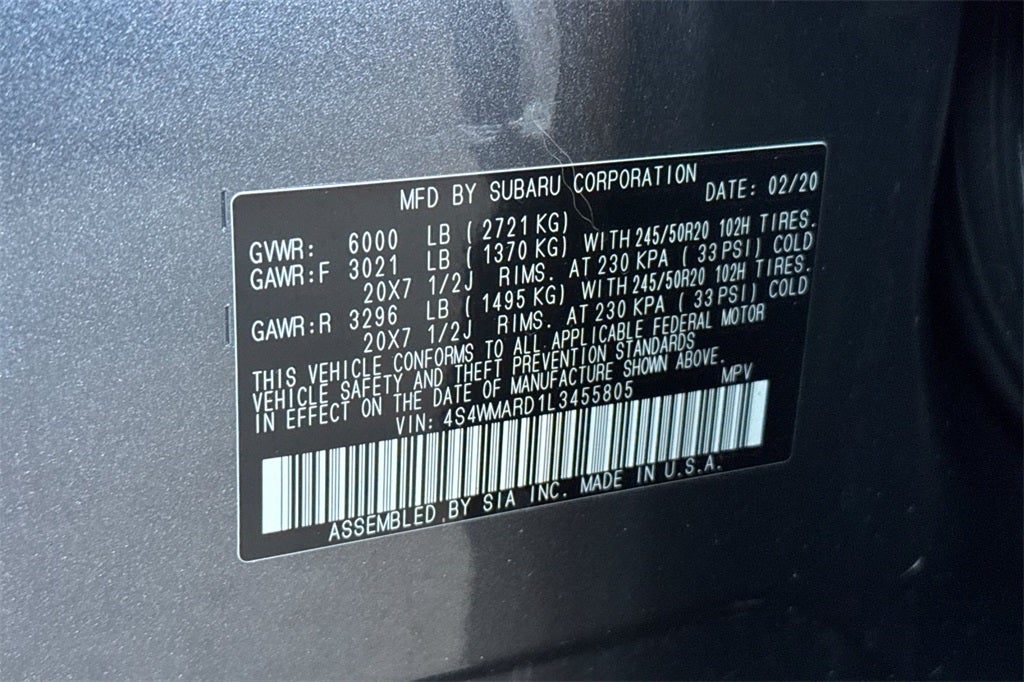 MFD BY SUBARU CORPORATION DATE: 02/20
GVWR: 6000 LB ( 2721 KG)
GAWR:F 3021 LB ( 1370 KG) WITH 245/50R20 102H TIRES.
20X7 1/2J RIMS. AT 230 KPA ( 33 PSI) COLD
GAWR:R 3296 LB ( 1495 KG) WITH 245/50R20 102H TIRES.
20X7 1/2J RIMS. AT 230 KPA ( 33 PSI) COLD
THIS VEHICLE CONFORMS TO ALL APPLICABLE FEDERAL MOTOR
VEHICLE SAFETY AND THEFT PREVENTION STANDARDS
IN EFFECT ON THE DATE OF MANUFACTURE SHOWN ABOVE.
VIN: 4S4WMARD1L3455805 MPV
ASSEMBLED BY SIA INC. MADE IN U.S.A.